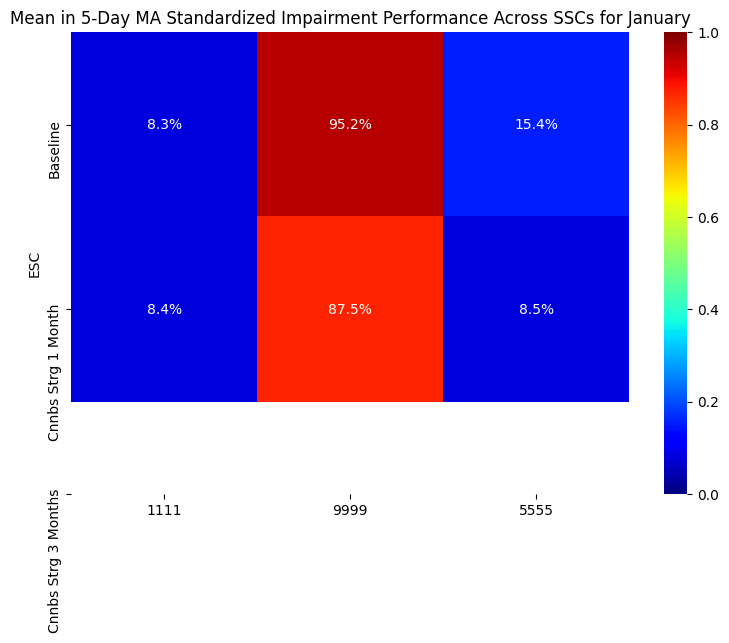 Mean in 5-Day MA Standardized Impairment Performance Across SSCs for January
ESC
Baseline
Cnnbs Strg 1 Month
Cnnbs Strg 3 Months
8.3% 95.2% 15.4%
8.4% 87.5% 8.5%
1111 9999 5555
1.0
0.8
0.6
0.4
0.2
0.0